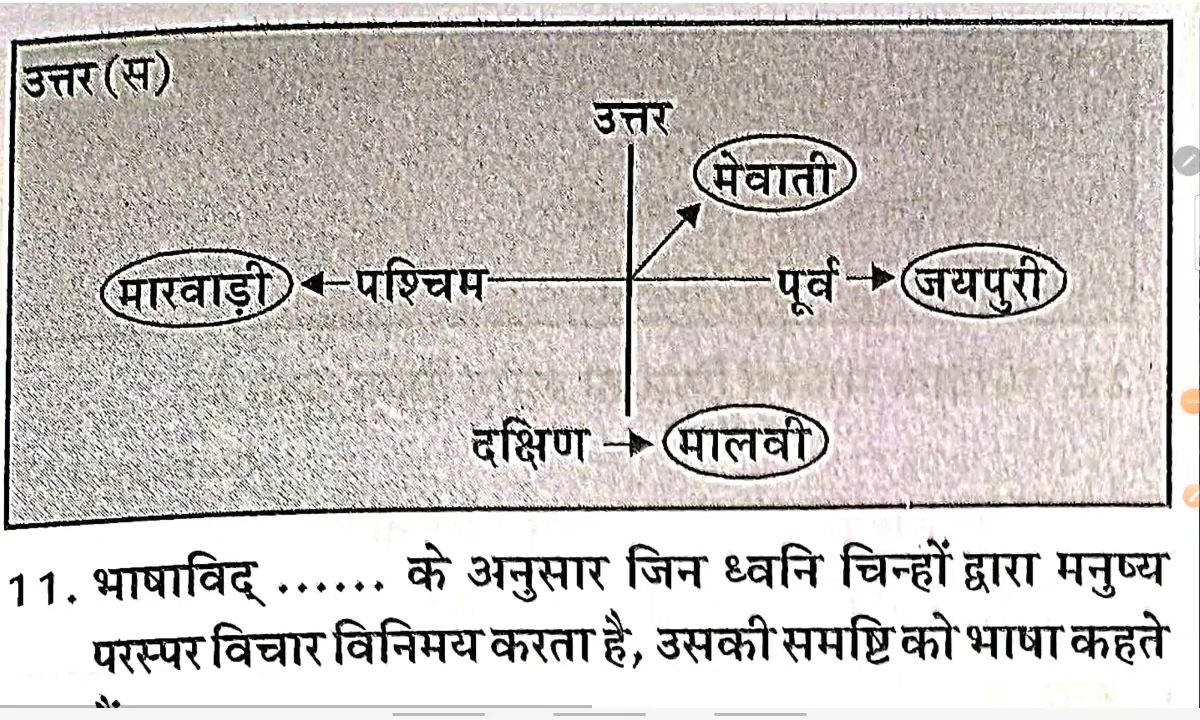 उत्तर (स)
उत्तर
मेवाती
मारवाड़ी पश्चिम पूर्व जयपुरी
दक्षिण मालवी
11. भाषाविद् ...... के अनुसार जिन ध्वनि चिन्हों द्वारा मनुष्य
परस्पर विचार विनिमय करता है, उसकी समष्टि को भाषा कहते